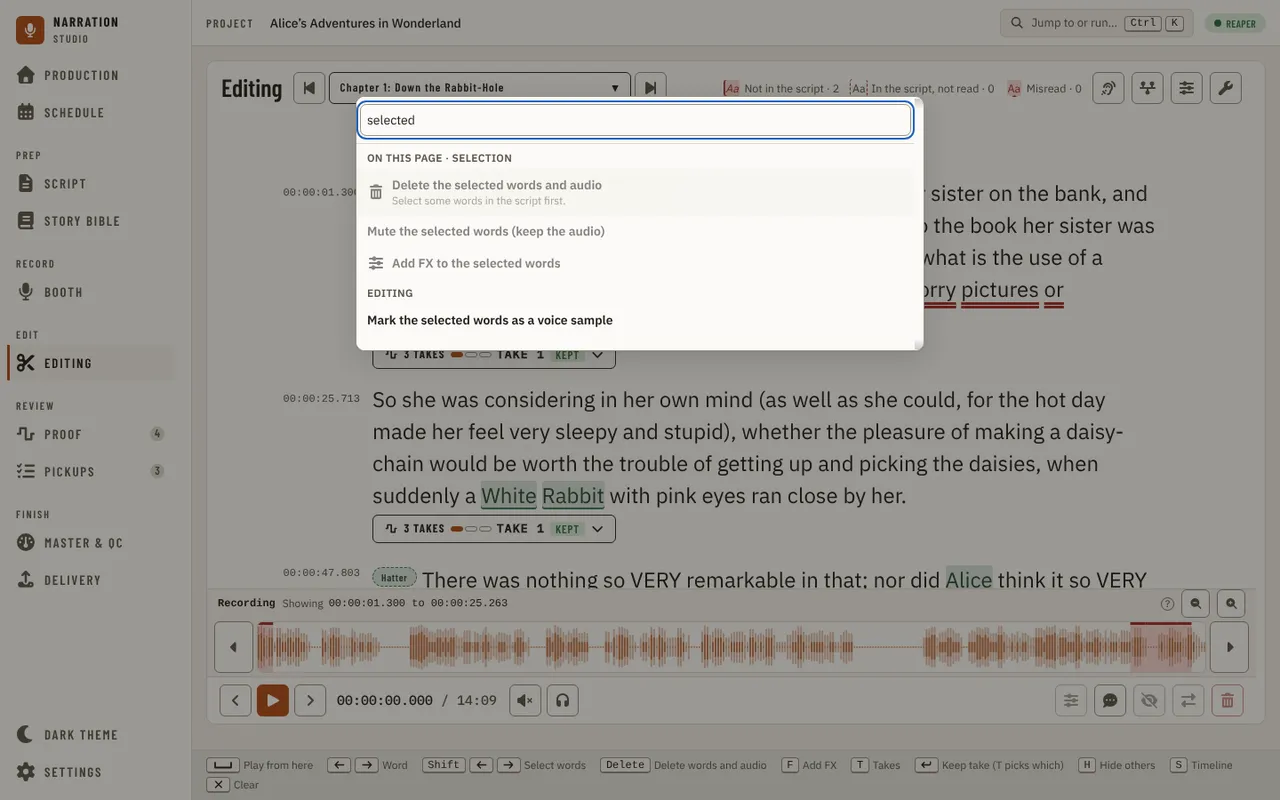 NARRATION
STUDIO
PRODUCTION
SCHEDULE
PREP
SCRIPT
STORY BIBLE
RECORD
BOOTH
EDIT
EDITING
REVIEW
PROOF 4
PICKUPS 3
FINISH
MASTER & QC
DELIVERY
DARK THEME
SETTINGS
PROJECT Alice's Adventures in Wonderland
Jump to or run... Ctrl K
REAPER
Editing
Chapter 1: Down the Rabbit-Hole
Aa Not in the script · 2 Aa In the script, not read · 0 Aa Misread · 0
selected
ON THIS PAGE · SELECTION
Delete the selected words and audio
Select some words in the script first.
Mute the selected words (keep the audio)
Add FX to the selected words
EDITING
Mark the selected words as a voice sample
00:00:01.300
sister on the bank, and
the book her sister was
what is the use of a
pictures or
3 TAKES TAKE 1 KEPT
00:00:25.713 So she was considering in her own mind (as well as she could, for the hot day
made her feel very sleepy and stupid), whether the pleasure of making a daisy-
chain would be worth the trouble of getting up and picking the daisies, when
suddenly a White Rabbit with pink eyes ran close by her.
3 TAKES TAKE 1 KEPT
00:00:47.803 Hatter There was nothing so VERY remarkable in that; nor did Alice think it so VERY
Recording Showing 00:00:01.300 to 00:00:25.263
00:00:00.000 / 14:09
Play from here ← → Word Shift ← → Select words Delete Delete words and audio F Add FX T Takes ↵ Keep take (T picks which) H Hide others S Timeline
✕ Clear